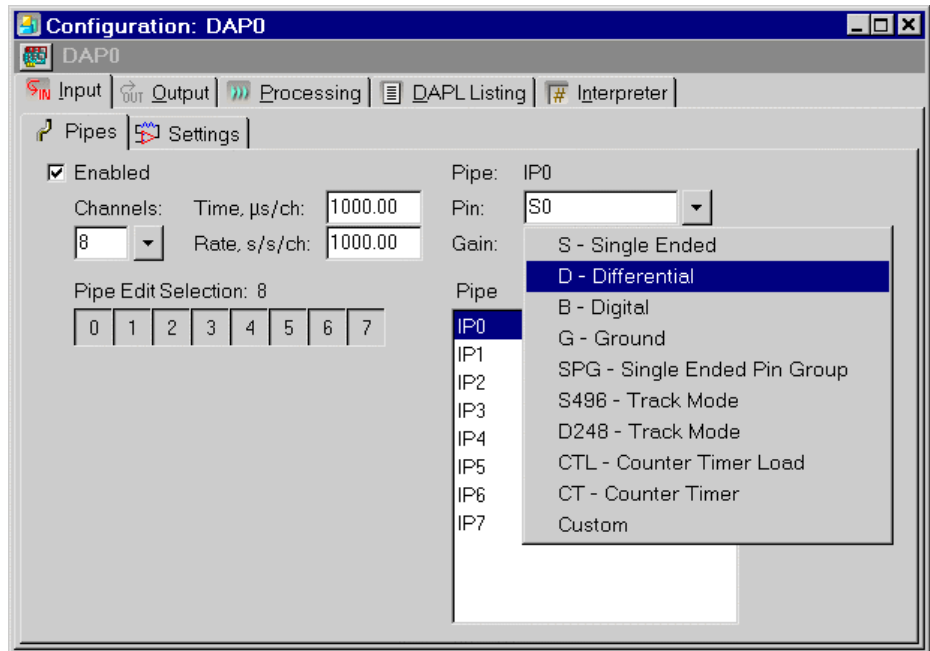 Configuration: DAP0
DAP0
IN Input OUT Output Processing DAPL Listing # Interpreter
Pipes Settings
Enabled
Pipe: IP0
Channels: Time, µs/ch: 1000.00
Pin: S0
8 Rate, s/s/ch: 1000.00
Gain:
S - Single Ended
D - Differential
B - Digital
G - Ground
SPG - Single Ended Pin Group
S496 - Track Mode
D248 - Track Mode
CTL - Counter Timer Load
CT - Counter Timer
Custom
Pipe Edit Selection: 8
0 1 2 3 4 5 6 7
Pipe
IP0
IP1
IP2
IP3
IP4
IP5
IP6
IP7